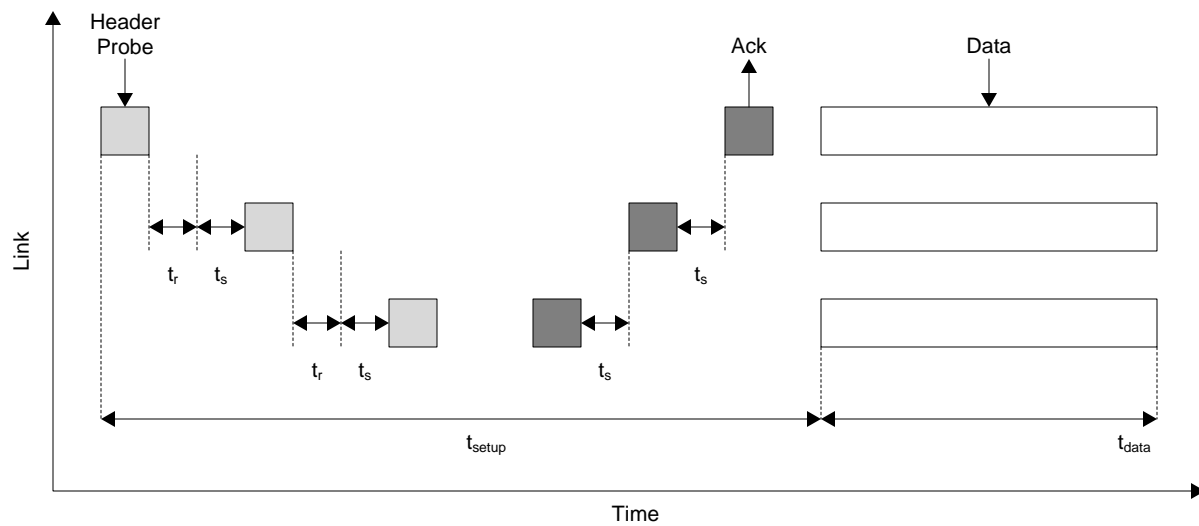 Header
Probe
Ack
Data
tr
ts
ts
tr
ts
ts
tsetup
tdata
Link
Time